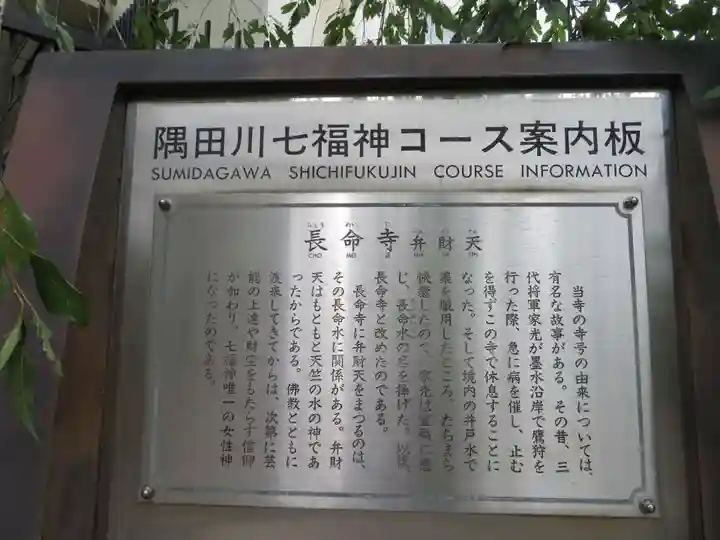 隅田川七福神コース案内板
SUMIDAGAWA SHICHIFUKUJIN COURSE INFORMATION
長命寺弁財天
当寺の寺号の由来については、
有名な故事がある。その昔、三
代将軍家光が墨水沿岸で鷹狩を
行った際、急に病を催し、止む
を得ずこの寺で休息することに
なった。そして境内の井戸水で
薬を服用したところ、たちまち
快癒したので、家光は霊験に感
じ、長命水の名を捧げた。以後、
長命寺と改めたのである。
長命寺に弁財天をまつるのは、
その長命水に関係がある。弁財
天はもともと天竺の水の神であ
ったからである。佛教とともに
渡来してきてからは、次第に芸
能の上達や財宝をもたらす信仰
が加わり、七福神唯一の女性神
になったのである。